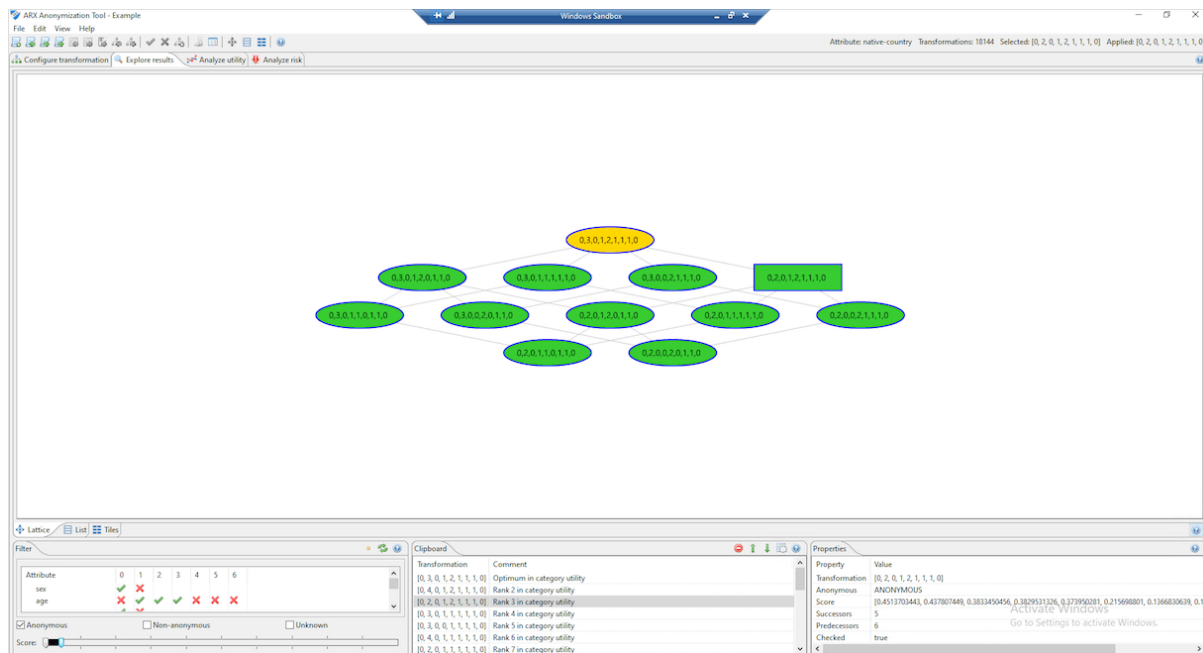 ARX Anonymization Tool - Example
Windows Sandbox
File Edit View Help
Attribute: native-country Transformations: 18144 Selected: [0, 2, 0, 1, 2, 1, 1, 1, 0] Applied: [0, 2, 0, 1, 2, 1, 1, 1, 0
Configure transformation Explore results Analyze utility Analyze risk
0,3,0,1,2,1,1,1,0
0,3,0,1,2,0,1,1,0 0,3,0,1,1,1,1,1,0 0,3,0,0,2,1,1,1,0 0,2,0,1,2,1,1,1,0
0,3,0,1,1,0,1,1,0 0,3,0,0,2,0,1,1,0 0,2,0,1,2,0,1,1,0 0,2,0,1,1,1,1,1,0 0,2,0,0,2,1,1,1,0
0,2,0,1,1,0,1,1,0 0,2,0,0,2,0,1,1,0
Lattice List Tiles
Filter
Attribute 0 1 2 3 4 5 6
sex
age
Anonymous Non-anonymous Unknown
Score:
Clipboard
Transformation Comment
[0, 3, 0, 1, 2, 1, 1, 1, 0] Optimum in category utility
[0, 4, 0, 1, 2, 1, 1, 1, 0] Rank 2 in category utility
[0, 2, 0, 1, 2, 1, 1, 1, 0] Rank 3 in category utility
[0, 3, 0, 1, 1, 1, 1, 1, 0] Rank 4 in category utility
[0, 3, 0, 0, 1, 1, 1, 1, 0] Rank 5 in category utility
[0, 4, 0, 1, 1, 1, 1, 1, 0] Rank 6 in category utility
[0, 2, 0, 1, 1, 1, 1, 1, 0] Rank 7 in category utility
Properties
Property Value
Transformation [0, 2, 0, 1, 2, 1, 1, 1, 0]
Anonymous ANONYMOUS
Score [0.4513703443, 0.437807449, 0.3833450456, 0.3829531326, 0.373950281, 0.215698801, 0.1366830639, 0.1
Successors 5
Predecessors 6
Checked true
Activate Windows
Go to Settings to activate Windows.